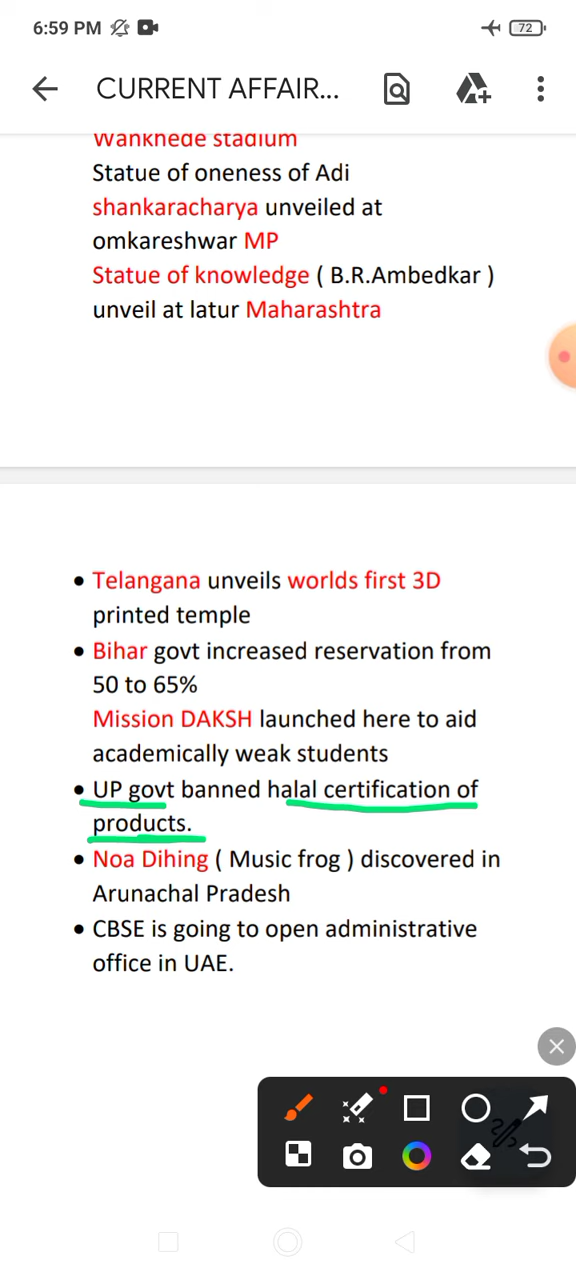 6:59 PM 72
CURRENT AFFAIR...
Wankhede stadium
Statue of oneness of Adi
shankaracharya unveiled at
omkareshwar MP
Statue of knowledge ( B.R.Ambedkar )
unveil at latur Maharashtra
• Telangana unveils worlds first 3D
printed temple
• Bihar govt increased reservation from
50 to 65%
Mission DAKSH launched here to aid
academically weak students
• UP govt banned halal certification of
products.
• Noa Dihing ( Music frog ) discovered in
Arunachal Pradesh
• CBSE is going to open administrative
office in UAE.